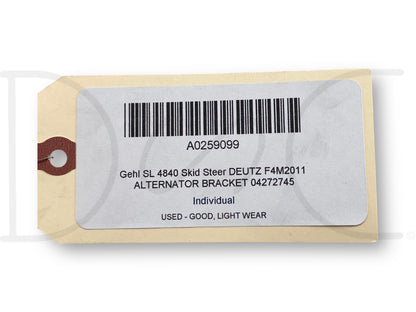 A0259099
Gehl SL 4840 Skid Steer DEUTZ F4M2011
ALTERNATOR BRACKET 04272745
Individual
USED - GOOD, LIGHT WEAR